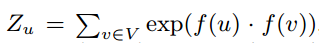 Z_u = ∑_{v∈V} exp(f(u) · f(v))